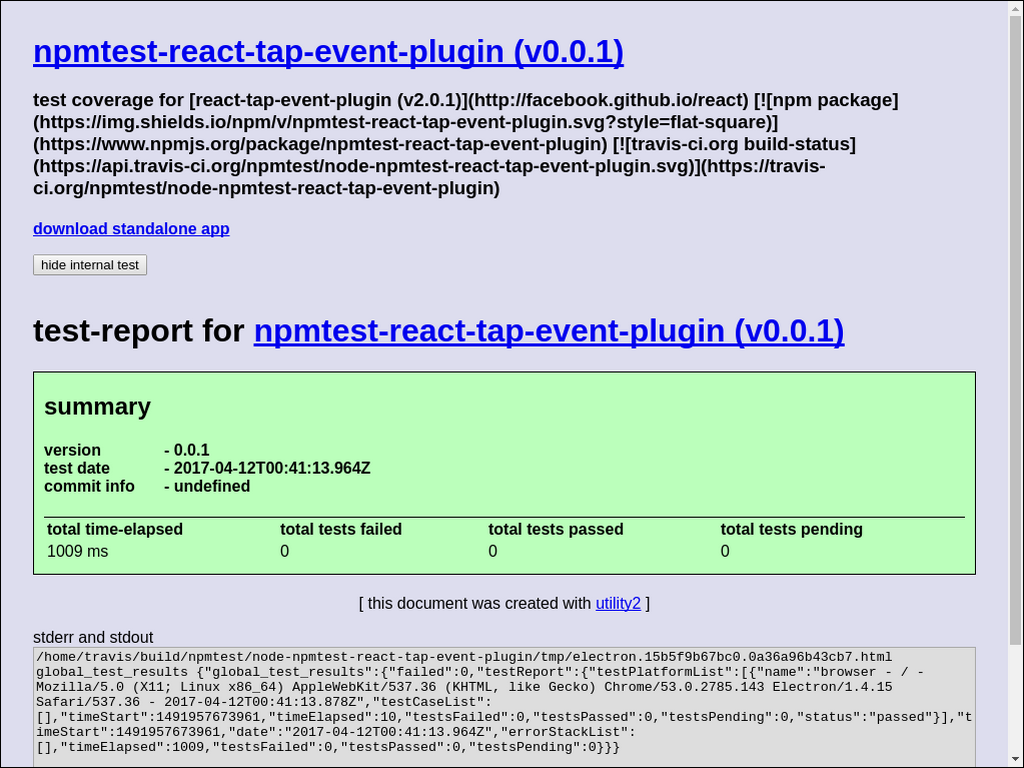 npmtest-react-tap-event-plugin (v0.0.1)
test coverage for [react-tap-event-plugin (v2.0.1)](http://facebook.github.io/react) [![npm package]
(https://img.shields.io/npm/v/npmtest-react-tap-event-plugin.svg?style=flat-square)]
(https://www.npmjs.org/package/npmtest-react-tap-event-plugin) [![travis-ci.org build-status]
(https://api.travis-ci.org/npmtest/node-npmtest-react-tap-event-plugin.svg)](https://travis-
ci.org/npmtest/node-npmtest-react-tap-event-plugin)
download standalone app
hide internal test
test-report for npmtest-react-tap-event-plugin (v0.0.1)
summary
version - 0.0.1
test date - 2017-04-12T00:41:13.964Z
commit info - undefined
total time-elapsed total tests failed total tests passed total tests pending
1009 ms 0 0 0
[ this document was created with utility2 ]
stderr and stdout
/home/travis/build/npmtest/node-npmtest-react-tap-event-plugin/tmp/electron.15b5f9b67bc0.0a36a96b43cb7.html
global_test_results {"global_test_results":{"failed":0,"testReport":{"testPlatformList":[{"name":"browser - / -
Mozilla/5.0 (X11; Linux x86_64) AppleWebKit/537.36 (KHTML, like Gecko) Chrome/53.0.2785.143 Electron/1.4.15
Safari/537.36 - 2017-04-12T00:41:13.878Z","testCaseList":
[],"timeStart":1491957673961,"timeElapsed":10,"testsFailed":0,"testsPassed":0,"testsPending":0,"status":"passed"}],"t
imeStart":1491957673961,"date":"2017-04-12T00:41:13.964Z","errorStackList":
[],"timeElapsed":1009,"testsFailed":0,"testsPassed":0,"testsPending":0}}}